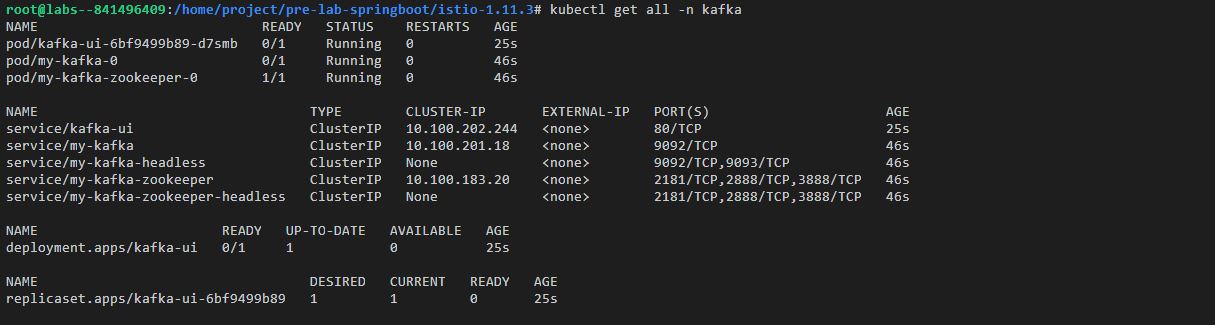 root@labs--841496409:/home/project/pre-lab-springboot/istio-1.11.3# kubectl get all -n kafka
NAME                            READY   STATUS    RESTARTS   AGE
pod/kafka-ui-6bf9499b89-d7smb   0/1     Running   0          25s
pod/my-kafka-0                  0/1     Running   0          46s
pod/my-kafka-zookeeper-0        1/1     Running   0          46s

NAME                                  TYPE        CLUSTER-IP       EXTERNAL-IP   PORT(S)                      AGE
service/kafka-ui                      ClusterIP   10.100.202.244   <none>        80/TCP                       25s
service/my-kafka                      ClusterIP   10.100.201.18    <none>        9092/TCP                     46s
service/my-kafka-headless             ClusterIP   None             <none>        9092/TCP,9093/TCP            46s
service/my-kafka-zookeeper            ClusterIP   10.100.183.20    <none>        2181/TCP,2888/TCP,3888/TCP   46s
service/my-kafka-zookeeper-headless   ClusterIP   None             <none>        2181/TCP,2888/TCP,3888/TCP   46s

NAME                       READY   UP-TO-DATE   AVAILABLE   AGE
deployment.apps/kafka-ui   0/1     1            0           25s

NAME                                  DESIRED   CURRENT   READY   AGE
replicaset.apps/kafka-ui-6bf9499b89   1         1         0       25s